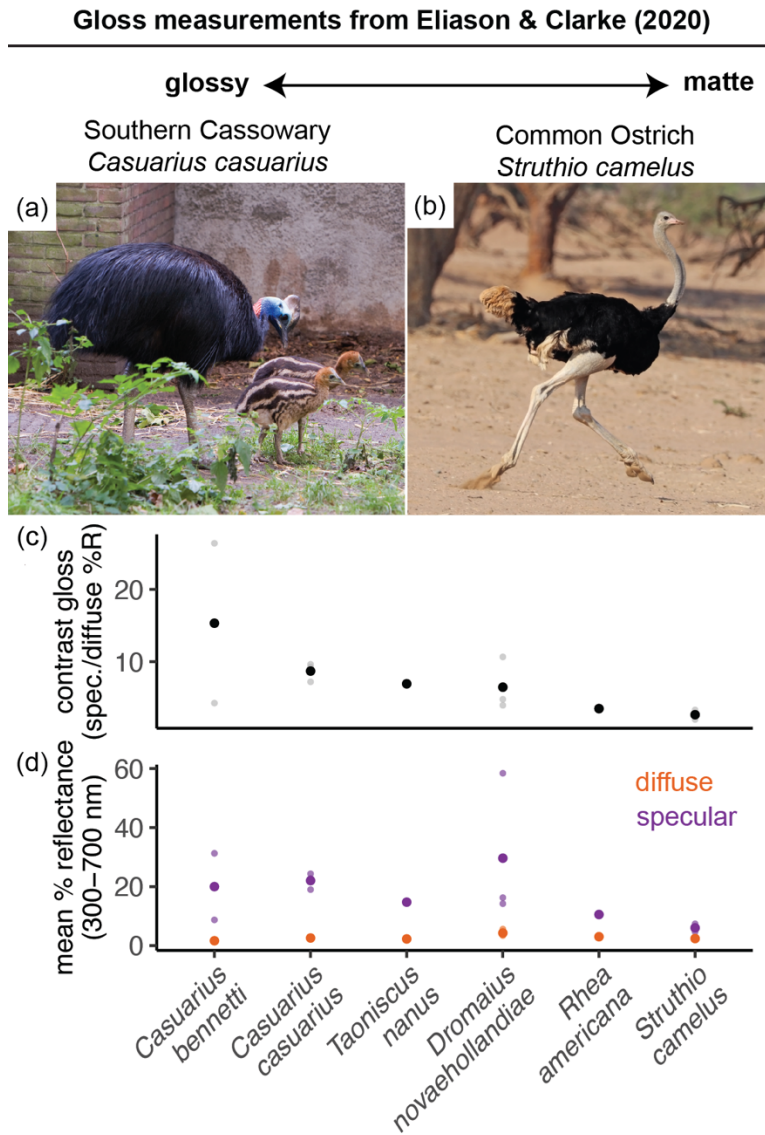 Gloss measurements from Eliason & Clarke (2020)
glossy
matte
Southern Cassowary
Casuarius casuarius
Common Ostrich
Struthio camelus
(a)
(b)
(c)
contrast gloss
(spec./diffuse %R)
20
10
(d)
mean % reflectance
(300–700 nm)
60
40
20
0
diffuse
specular
Casuarius
bennetti
Casuarius
casuarius
Taoniscus
nanus
Dromaius
novaehollandiae
Rhea
americana
Struthio
camelus